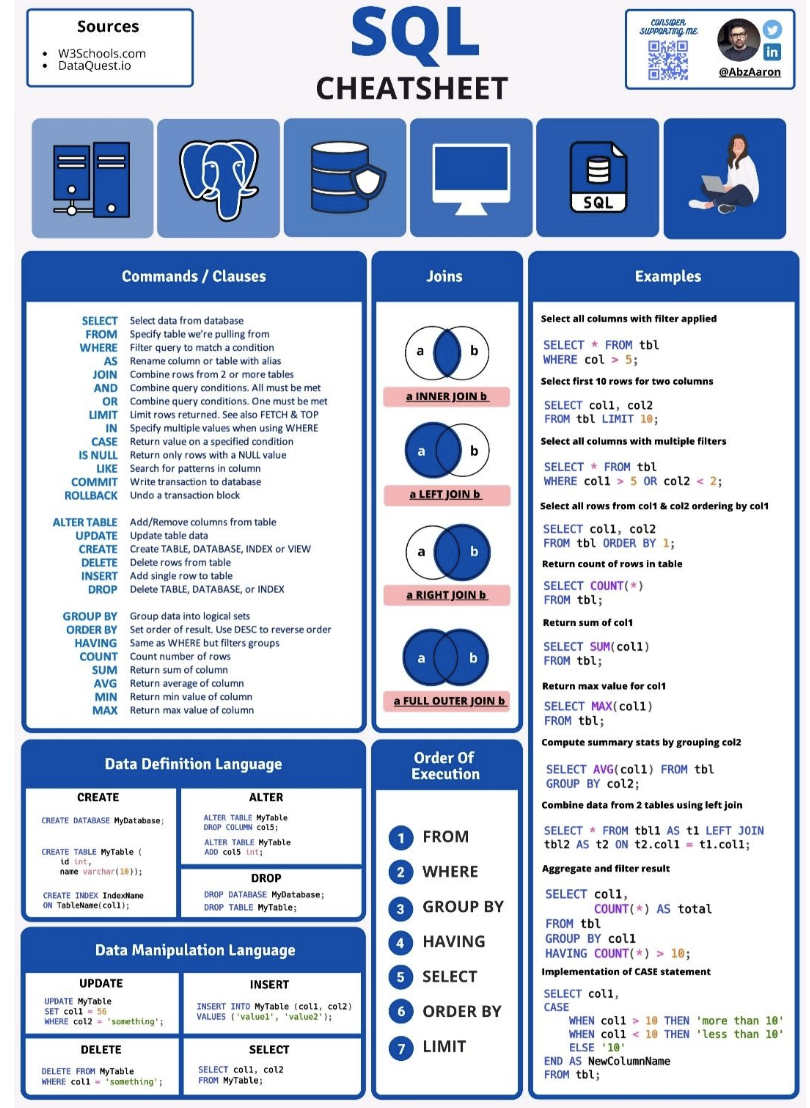 Sources
• W3Schools.com
• DataQuest.io
SQL
CHEATSHEET
CONSIDER
SUPPORTING ME
@AbzAaron
in
SQL
Commands / Clauses
SELECT Select data from database
FROM Specify table we're pulling from
WHERE Filter query to match a condition
AS Rename column or table with alias
JOIN Combine rows from 2 or more tables
AND Combine query conditions. All must be met
OR Combine query conditions. One must be met
LIMIT Limit rows returned. See also FETCH & TOP
IN Specify multiple values when using WHERE
CASE Return value on a specified condition
IS NULL Return only rows with a NULL value
LIKE Search for patterns in column
COMMIT Write transaction to database
ROLLBACK Undo a transaction block
ALTER TABLE Add/Remove columns from table
UPDATE Update table data
CREATE Create TABLE, DATABASE, INDEX or VIEW
DELETE Delete rows from table
INSERT Add single row to table
DROP Delete TABLE, DATABASE, or INDEX
GROUP BY Group data into logical sets
ORDER BY Set order of result. Use DESC to reverse order
HAVING Same as WHERE but filters groups
COUNT Count number of rows
SUM Return sum of column
AVG Return average of column
MIN Return min value of column
MAX Return max value of column
Joins
a b
a INNER JOIN b
a b
a LEFT JOIN b
a b
a RIGHT JOIN b
a b
a FULL OUTER JOIN b
Examples
Select all columns with filter applied
SELECT * FROM tbl
WHERE col > 5;
Select first 10 rows for two columns
SELECT col1, col2
FROM tbl LIMIT 10;
Select all columns with multiple filters
SELECT * FROM tbl
WHERE col1 > 5 OR col2 < 2;
Select all rows from col1 & col2 ordering by col1
SELECT col1, col2
FROM tbl ORDER BY 1;
Return count of rows in table
SELECT COUNT(*)
FROM tbl;
Return sum of col1
SELECT SUM(col1)
FROM tbl;
Return max value for col1
SELECT MAX(col1)
FROM tbl;
Compute summary stats by grouping col2
SELECT AVG(col1) FROM tbl
GROUP BY col2;
Combine data from 2 tables using left join
SELECT * FROM tbl1 AS t1 LEFT JOIN
tbl2 AS t2 ON t2.col1 = t1.col1;
Aggregate and filter result
SELECT col1,
COUNT(*) AS total
FROM tbl
GROUP BY col1
HAVING COUNT(*) > 10;
Implementation of CASE statement
SELECT col1,
CASE
WHEN col1 > 10 THEN 'more than 10'
WHEN col1 < 10 THEN 'less than 10'
ELSE '10'
END AS NewColumnName
FROM tbl;
Data Definition Language
CREATE
CREATE DATABASE MyDatabase;
CREATE TABLE MyTable (
id int,
name varchar(10));
CREATE INDEX IndexName
ON TableName(col1);
ALTER
ALTER TABLE MyTable
DROP COLUMN col5;
ALTER TABLE MyTable
ADD col5 int;
DROP
DROP DATABASE MyDatabase;
DROP TABLE MyTable;
Data Manipulation Language
UPDATE
UPDATE MyTable
SET col1 = 56
WHERE col2 = 'something';
INSERT
INSERT INTO MyTable (col1, col2)
VALUES ('value1', 'value2');
DELETE
DELETE FROM MyTable
WHERE col1 = 'something';
SELECT
SELECT col1, col2
FROM MyTable;
Order Of
Execution
1 FROM
2 WHERE
3 GROUP BY
4 HAVING
5 SELECT
6 ORDER BY
7 LIMIT